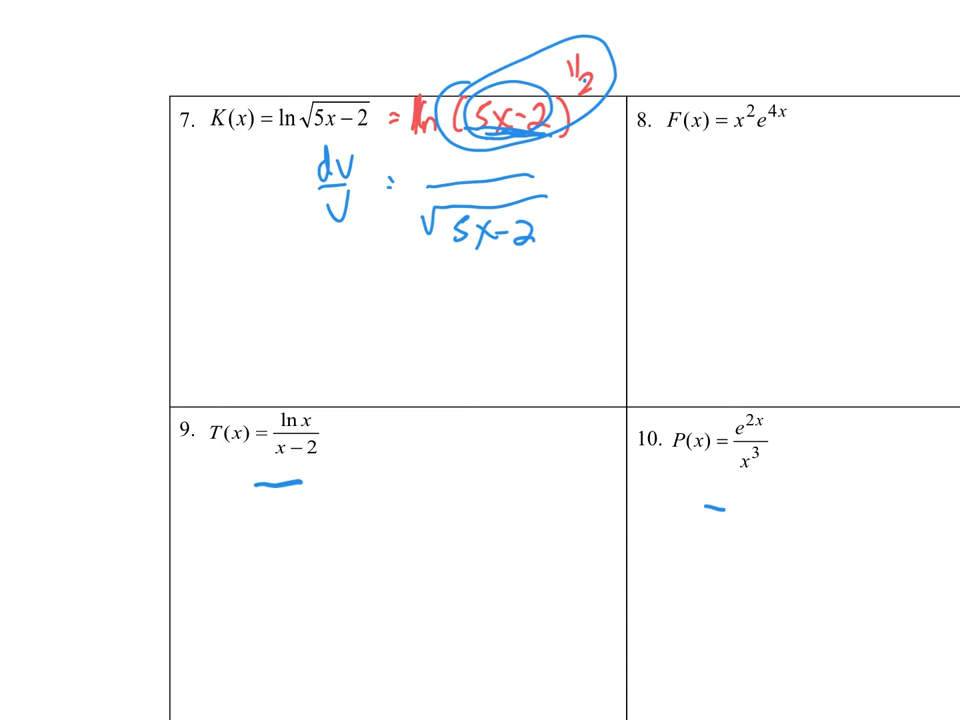 7. K(x) = ln √(5x − 2) = ln (5x−2)^1/2
dv/v = —/√(5x−2)
8. F(x) = x² e^4x
9. T(x) = ln x / (x − 2)
10. P(x) = e^2x / x³